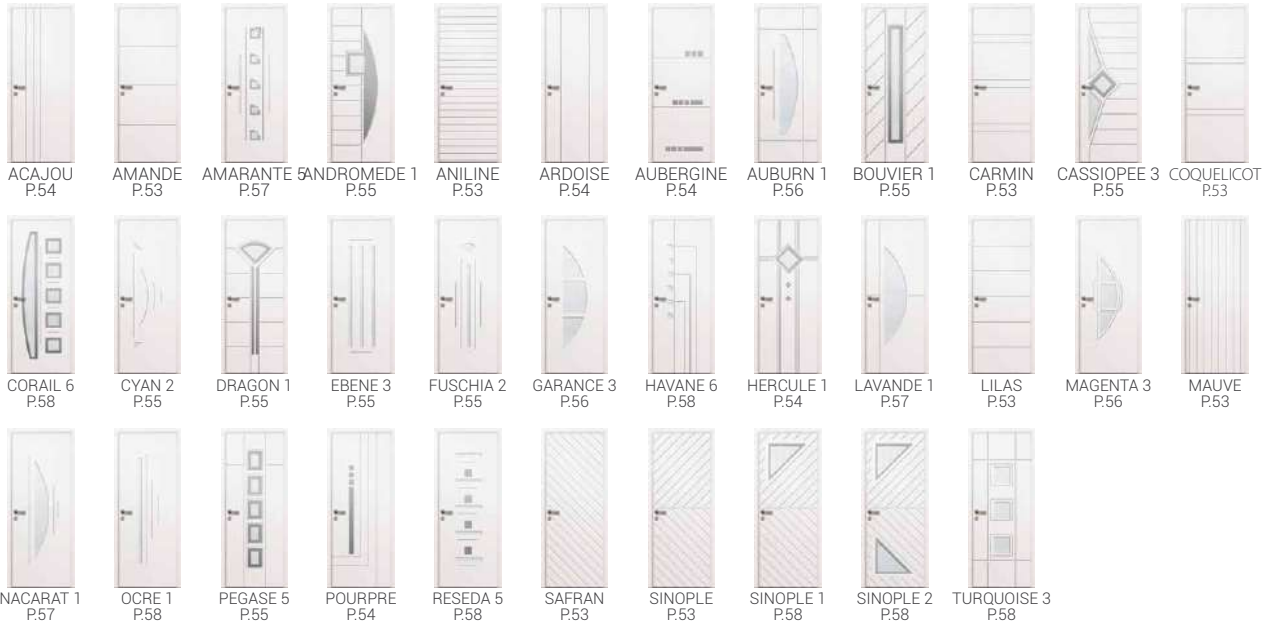 ACAJOU
P.54
AMANDE
P.53
AMARANTE 5
P.57
ANDROMEDE 1
P.55
ANILINE
P.53
ARDOISE
P.54
AUBERGINE
P.54
AUBURN 1
P.56
BOUVIER 1
P.55
CARMIN
P.53
CASSIOPEE 3
P.55
COQUELICOT
P.53
CORAIL 6
P.58
CYAN 2
P.55
DRAGON 1
P.55
EBENE 3
P.55
FUSCHIA 2
P.55
GARANCE 3
P.56
HAVANE 6
P.58
HERCULE 1
P.54
LAVANDE 1
P.57
LILAS
P.53
MAGENTA 3
P.56
MAUVE
P.53
NACARAT 1
P.57
OCRE 1
P.58
PEGASE 5
P.55
POURPRE
P.54
RESEDA 5
P.58
SAFRAN
P.53
SINOPLE
P.53
SINOPLE 1
P.58
SINOPLE 2
P.58
TURQUOISE 3
P.58